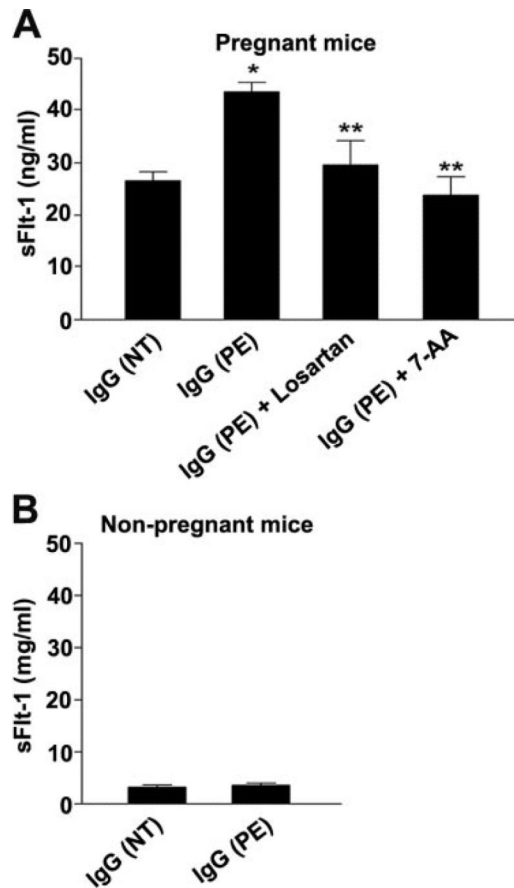 A
Pregnant mice
sFlt-1 (ng/ml)
50
40
30
20
10
0
*
**
**
IgG (NT)
IgG (PE)
IgG (PE) + Losartan
IgG (PE) + 7-AA
B
Non-pregnant mice
sFlt-1 (mg/ml)
50
40
30
20
10
0
IgG (NT)
IgG (PE)